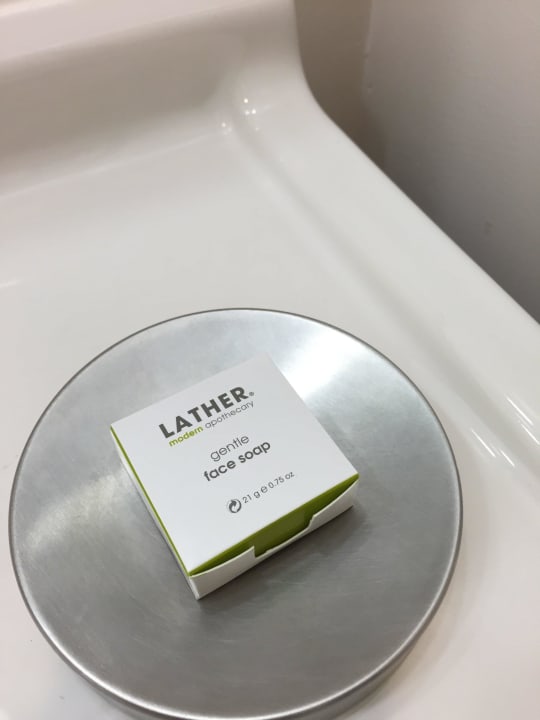 LATHER®
modern apothecary
gentle
face soap
21 g ℮ 0.75 oz